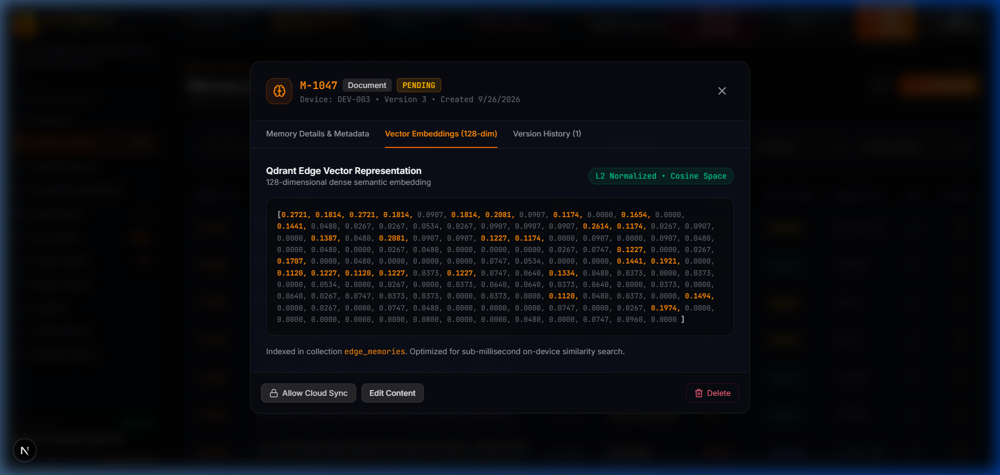 M-1047 Document PENDING
Device: DEV-003 • Version 3 • Created 9/26/2026
Memory Details & Metadata Vector Embeddings (128-dim) Version History (1)
Qdrant Edge Vector Representation
128-dimensional dense semantic embedding
L2 Normalized • Cosine Space
[0.2721, 0.1814, 0.2721, 0.1814, 0.0907, 0.1814, 0.2081, 0.0907, 0.1174, 0.0000, 0.1654, 0.0000,
0.1441, 0.0480, 0.0267, 0.0267, 0.0534, 0.0267, 0.0907, 0.0907, 0.0907, 0.2614, 0.1174, 0.0267, 0.0907,
0.0000, 0.1387, 0.0480, 0.2081, 0.0907, 0.0907, 0.1227, 0.1174, 0.0000, 0.0907, 0.0000, 0.0907, 0.0480,
0.0000, 0.0480, 0.0000, 0.0267, 0.0480, 0.0000, 0.0000, 0.0000, 0.0267, 0.0747, 0.1227, 0.0000, 0.0267,
0.1707, 0.0000, 0.0480, 0.0000, 0.0000, 0.0000, 0.0747, 0.0534, 0.0000, 0.0000, 0.1441, 0.1921, 0.0000,
0.1120, 0.1227, 0.1120, 0.1227, 0.0373, 0.1227, 0.0747, 0.0640, 0.1334, 0.0480, 0.0373, 0.0000, 0.0373,
0.0000, 0.0534, 0.0000, 0.0267, 0.0000, 0.0373, 0.0640, 0.0640, 0.0373, 0.0640, 0.0000, 0.0373, 0.0000,
0.0640, 0.0267, 0.0747, 0.0373, 0.0373, 0.0000, 0.0373, 0.0000, 0.1120, 0.0480, 0.0373, 0.0000, 0.1494,
0.0000, 0.0267, 0.0000, 0.0747, 0.0480, 0.0000, 0.0000, 0.0000, 0.0747, 0.0000, 0.0267, 0.1974, 0.0000,
0.0000, 0.0000, 0.0000, 0.0000, 0.0800, 0.0000, 0.0000, 0.0480, 0.0000, 0.0747, 0.0960, 0.0000 ]
Indexed in collection edge_memories. Optimized for sub-millisecond on-device similarity search.
Allow Cloud Sync Edit Content Delete
N